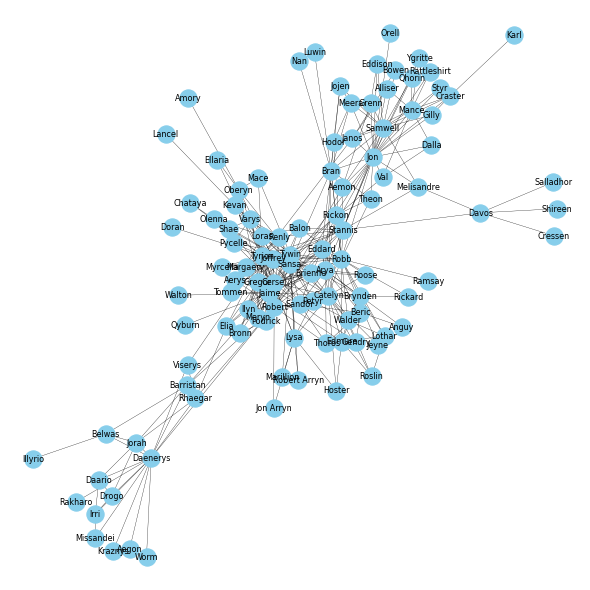 Orell
Karl
Luwin
Nan
Ygritte
Eddison
Bowen
Rattleshirt
Qhorin
Jojen
Alliser
Styr
Craster
Amory
Meera
Grenn
Mance
Gilly
Samwell
Lancel
Janos
Hodor
Dalla
Jon
Ellaria
Bran
Mace
Val
Salladhor
Aemon
Melisandre
Oberyn
Theon
Chataya
Kevan
Shireen
Davos
Rickon
Olenna
Varys
Doran
Shae
Balon
Stannis
Cressen
Loras
Renly
Pycelle
Eddard
Tywin
Tyrion
Joffrey
Robb
Sansa
Myrcella
Margaery
Arya
Brienne
Roose
Aerys
Gregor
Cersei
Ramsay
Tommen
Jaime
Walton
Catelyn
Brynden
Rickard
Sandor
Petyr
Robert
Ilyn
Beric
Meryn
Podrick
Walder
Qyburn
Elia
Anguy
Bronn
Lysa
Lothar
Thoros
Edmure
Gendry
Jeyne
Viserys
Marillion
Robert Arryn
Roslin
Barristan
Hoster
Rhaegar
Jon Arryn
Belwas
Jorah
Illyrio
Daenerys
Daario
Drogo
Rakharo
Irri
Missandei
Kraznys
Aegon
Worm